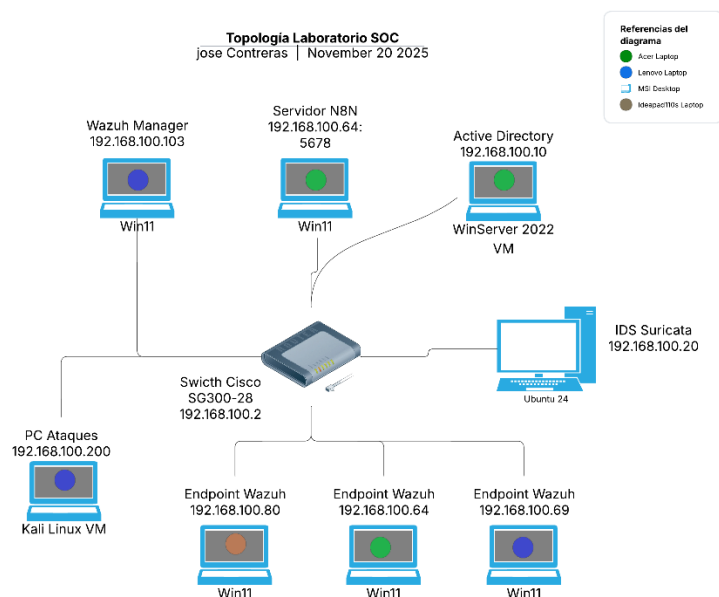 Topología Laboratorio SOC
jose Contreras | November 20 2025
Referencias del
diagrama
Acer Laptop
Lenovo Laptop
MSI Desktop
Ideapad110s Laptop
Wazuh Manager
192.168.100.103
Win11
Servidor N8N
192.168.100.64:
5678
Win11
Active Directory
192.168.100.10
WinServer 2022
VM
IDS Suricata
192.168.100.20
Ubuntu 24
Swicth Cisco
SG300-28
192.168.100.2
PC Ataques
192.168.100.200
Kali Linux VM
Endpoint Wazuh
192.168.100.80
Win11
Endpoint Wazuh
192.168.100.64
Win11
Endpoint Wazuh
192.168.100.69
Win11